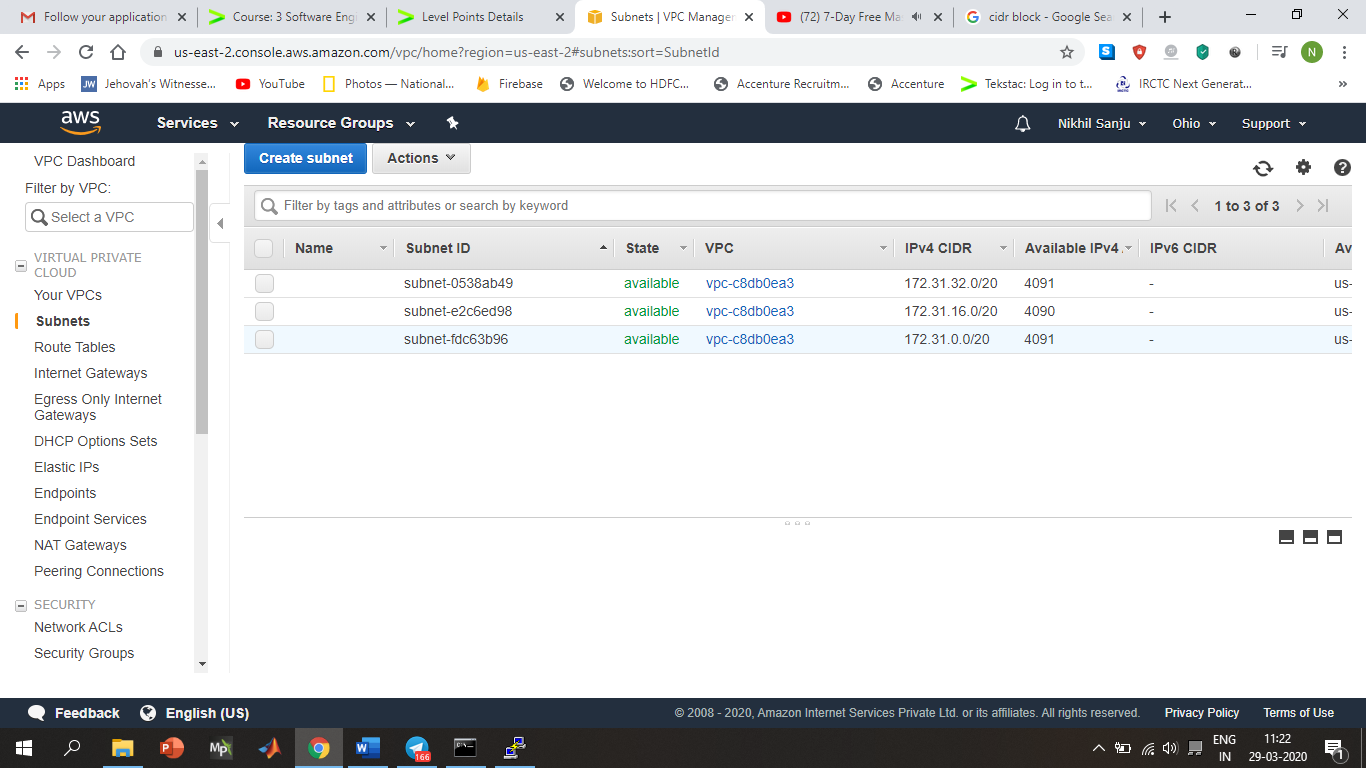 Follow your application
Course: 3 Software Eng
Level Points Details
Subnets | VPC Manager
(72) 7-Day Free Ma
cidr block - Google Sea
us-east-2.console.aws.amazon.com/vpc/home?region=us-east-2#subnets:sort=SubnetId
N
Apps
JW Jehovah's Witnesse...
YouTube
Photos — National...
Firebase
Welcome to HDFC...
Accenture Recruitm...
Accenture
Tekstac: Log in to t...
IRCTC Next Generat...
»
aws
Services
Resource Groups
Nikhil Sanju
Ohio
Support
VPC Dashboard
Filter by VPC:
Select a VPC
VIRTUAL PRIVATE
CLOUD
Your VPCs
Subnets
Route Tables
Internet Gateways
Egress Only Internet
Gateways
DHCP Options Sets
Elastic IPs
Endpoints
Endpoint Services
NAT Gateways
Peering Connections
SECURITY
Network ACLs
Security Groups
Create subnet
Actions
Filter by tags and attributes or search by keyword
1 to 3 of 3
Name Subnet ID State VPC IPv4 CIDR Available IPv4 IPv6 CIDR Av
subnet-0538ab49 available vpc-c8db0ea3 172.31.32.0/20 4091 - us-
subnet-e2c6ed98 available vpc-c8db0ea3 172.31.16.0/20 4090 - us-
subnet-fdc63b96 available vpc-c8db0ea3 172.31.0.0/20 4091 - us-
Feedback
English (US)
© 2008 - 2020, Amazon Internet Services Private Ltd. or its affiliates. All rights reserved.
Privacy Policy
Terms of Use
166
ENG
IN
11:22
29-03-2020
1